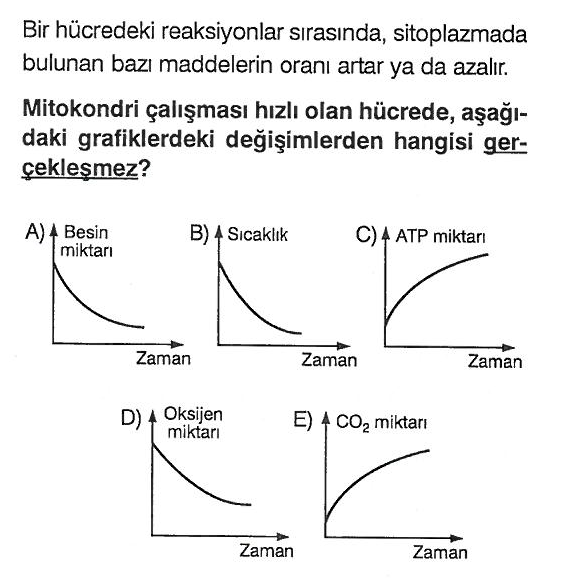 Bir hücredeki reaksiyonlar sırasında, sitoplazmada
bulunan bazı maddelerin oranı artar ya da azalır.
Mitokondri çalışması hızlı olan hücrede, aşağı-
daki grafiklerdeki değişimlerden hangisi ger-
çekleşmez?
A) Besin
miktarı
Zaman
B) Sıcaklık
Zaman
C) ATP miktarı
Zaman
D) Oksijen
miktarı
Zaman
E) CO₂ miktarı
Zaman